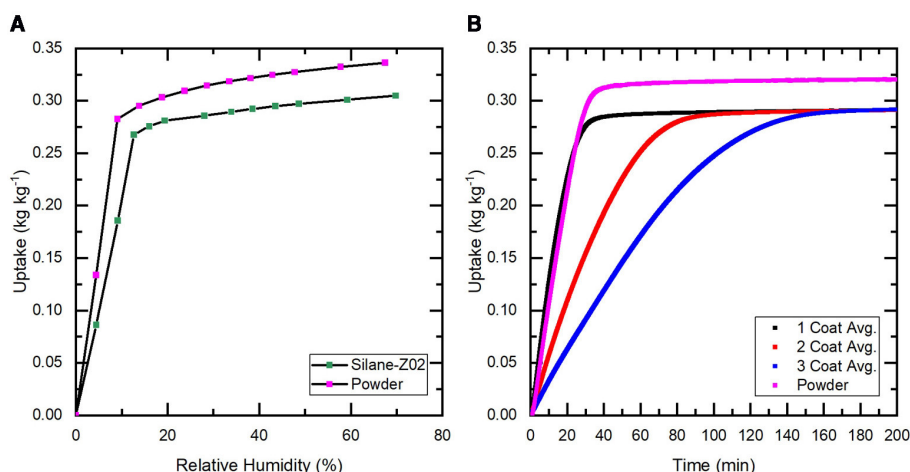 A
0.35
0.30
0.25
0.20
0.15
0.10
0.05
0.00
Uptake (kg kg⁻¹)
0
20
40
60
80
Relative Humidity (%)
Silane-Z02
Powder
B
0.35
0.30
0.25
0.20
0.15
0.10
0.05
0.00
Uptake (kg kg⁻¹)
0 20 40 60 80 100 120 140 160 180 200
Time (min)
1 Coat Avg.
2 Coat Avg.
3 Coat Avg.
Powder